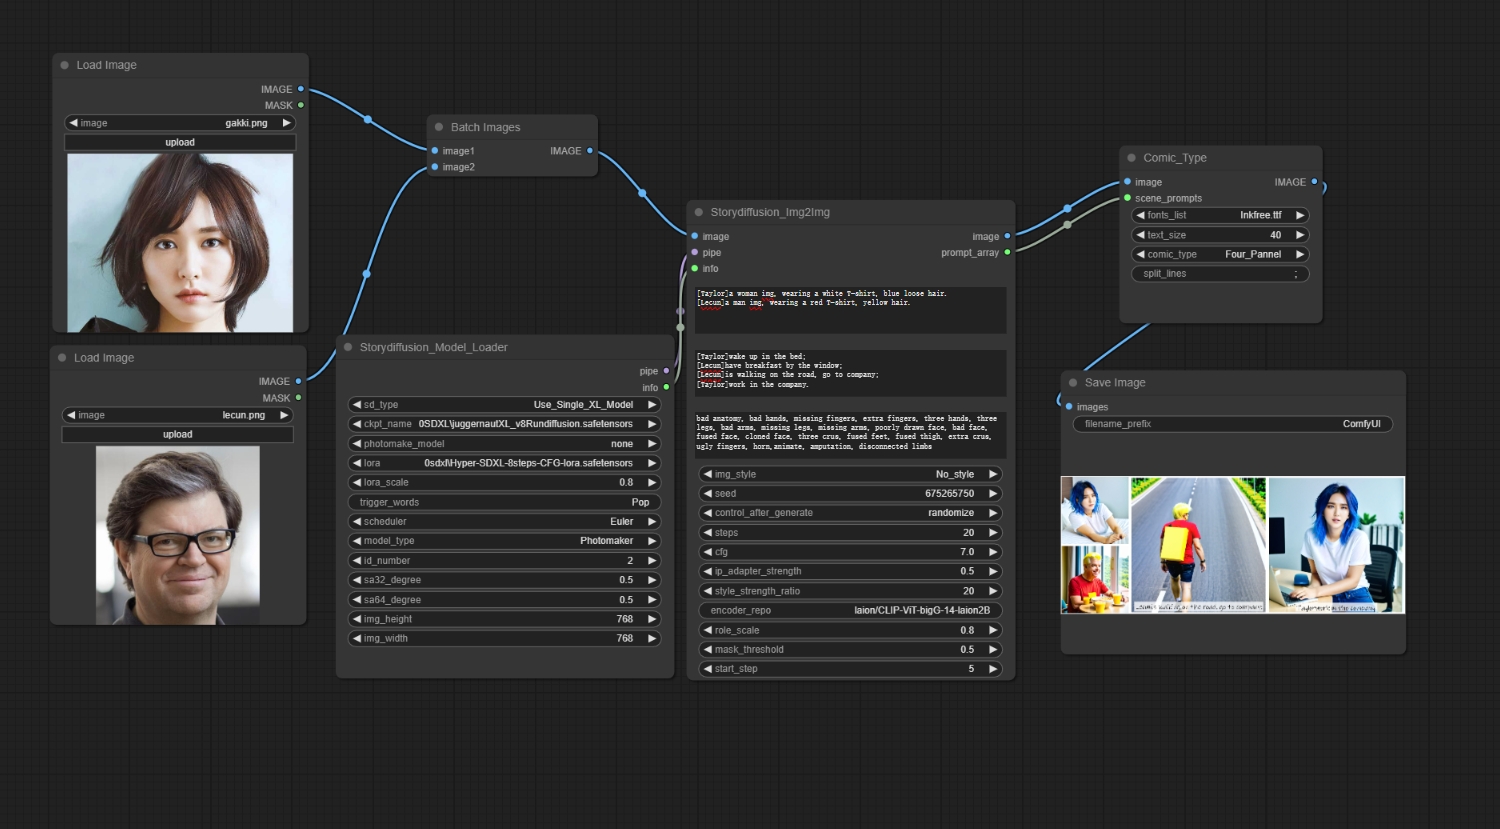 Load Image
IMAGE
MASK
image gakki.png
upload
Load Image
IMAGE
MASK
image lecun.png
upload
Batch Images
image1 IMAGE
image2
Storydiffusion_Model_Loader
pipe
info
sd_type Use_Single_XL_Model
ckpt_name 0SDXL\juggernautXL_v8Rundiffusion.safetensors
photomake_model none
lora 0sdxl\Hyper-SDXL-8steps-CFG-lora.safetensors
lora_scale 0.8
trigger_words Pop
scheduler Euler
model_type Photomaker
id_number 2
sa32_degree 0.5
sa64_degree 0.5
img_height 768
img_width 768
Storydiffusion_Img2Img
image image
pipe prompt_array
info
[Taylor]a woman img, wearing a white T-shirt, blue loose hair.
[Lecun]a man img, wearing a red T-shirt, yellow hair.
[Taylor]wake up in the bed;
[Lecun]have breakfast by the window;
[Lecun]is walking on the road, go to company;
[Taylor]work in the company.
bad anatomy, bad hands, missing fingers, extra fingers, three hands, three
legs, bad arms, missing legs, missing arms, poorly drawn face, bad face,
fused face, cloned face, three crus, fused feet, fused thigh, extra crus,
ugly fingers, horn,animate, amputation, disconnected limbs
img_style No_style
seed 675265750
control_after_generate randomize
steps 20
cfg 7.0
ip_adapter_strength 0.5
style_strength_ratio 20
encoder_repo laion/CLIP-ViT-bigG-14-laion2B
role_scale 0.8
mask_threshold 0.5
start_step 5
Comic_Type
image IMAGE
scene_prompts
fonts_list Inkfree.ttf
text_size 40
comic_type Four_Pannel
split_lines ;
Save Image
images
filename_prefix ComfyUI